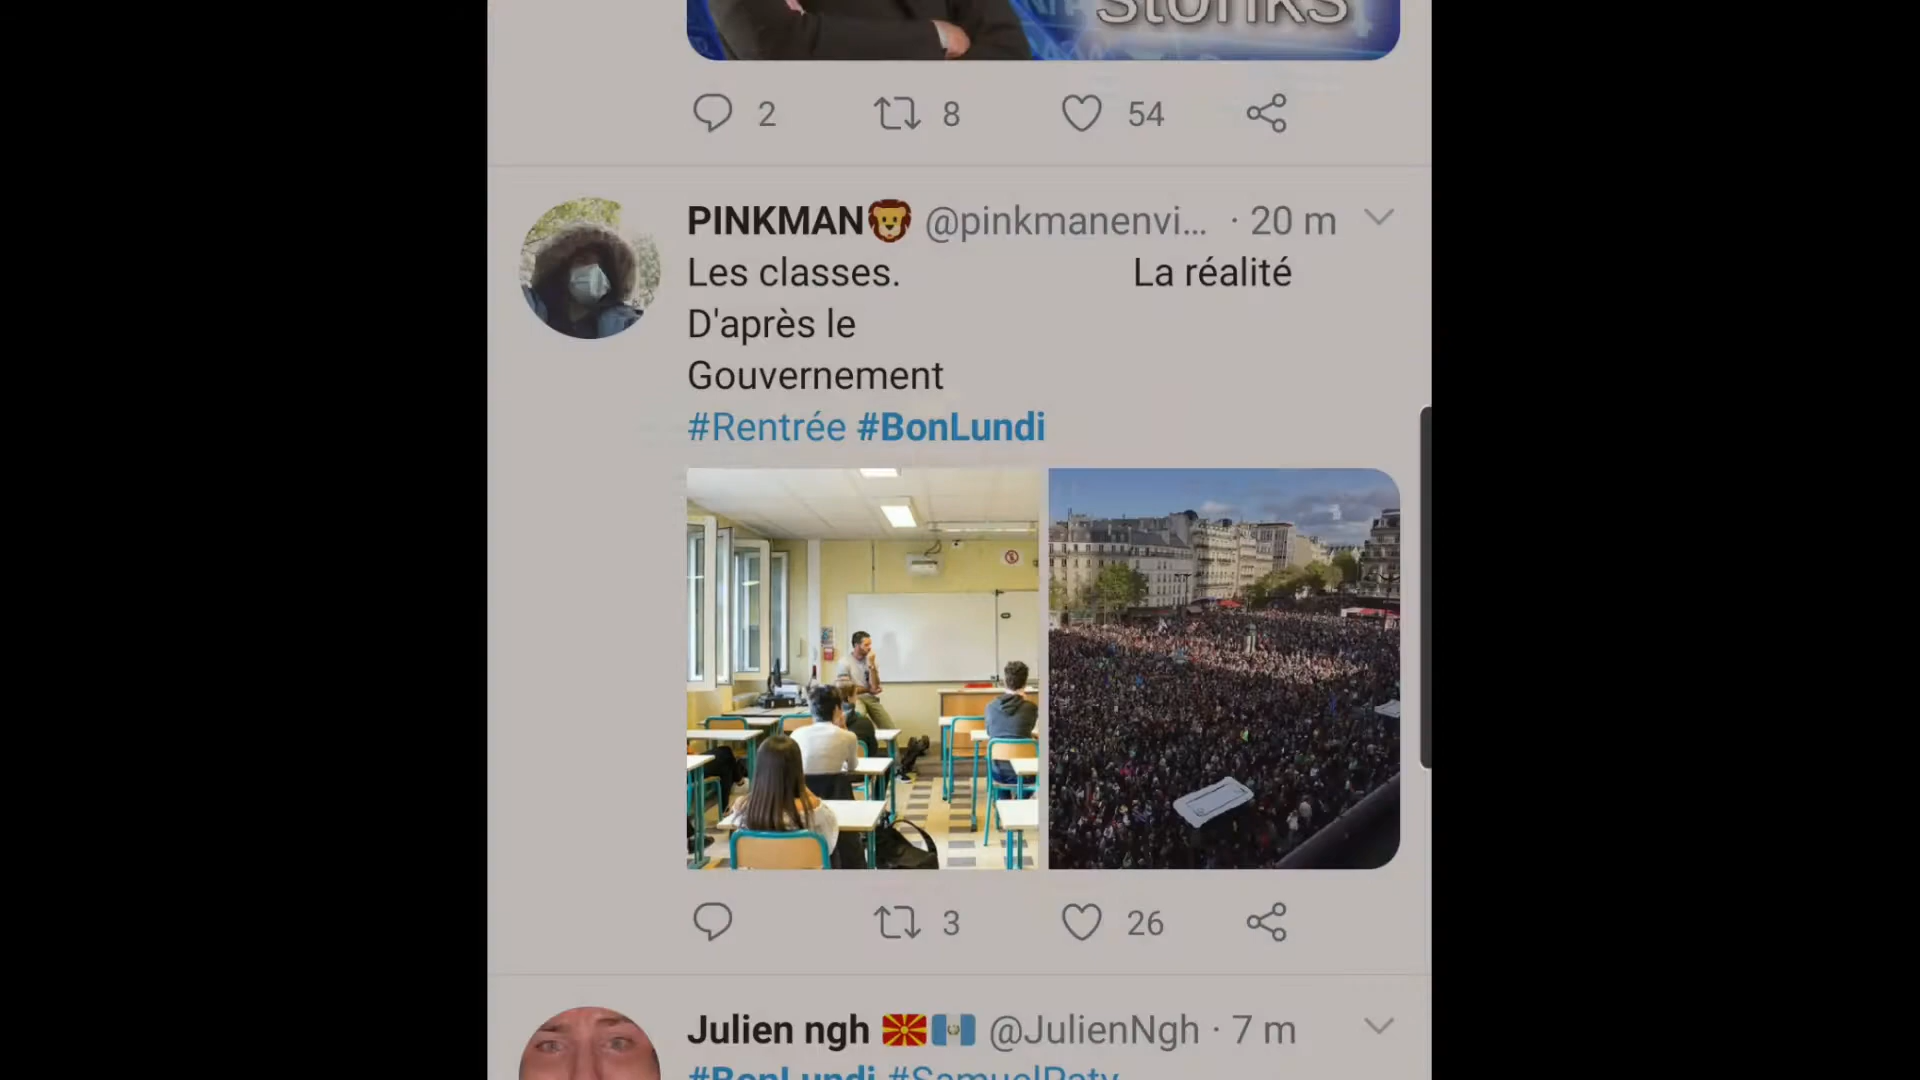 stonks
2 8 54
PINKMAN🦁 @pinkmanenvi... · 20 m
Les classes. La réalité
D'après le
Gouvernement
#Rentrée #BonLundi
3 26
Julien ngh 🇲🇰🇬🇹 @JulienNgh · 7 m
#BonLundi #SamuelPaty